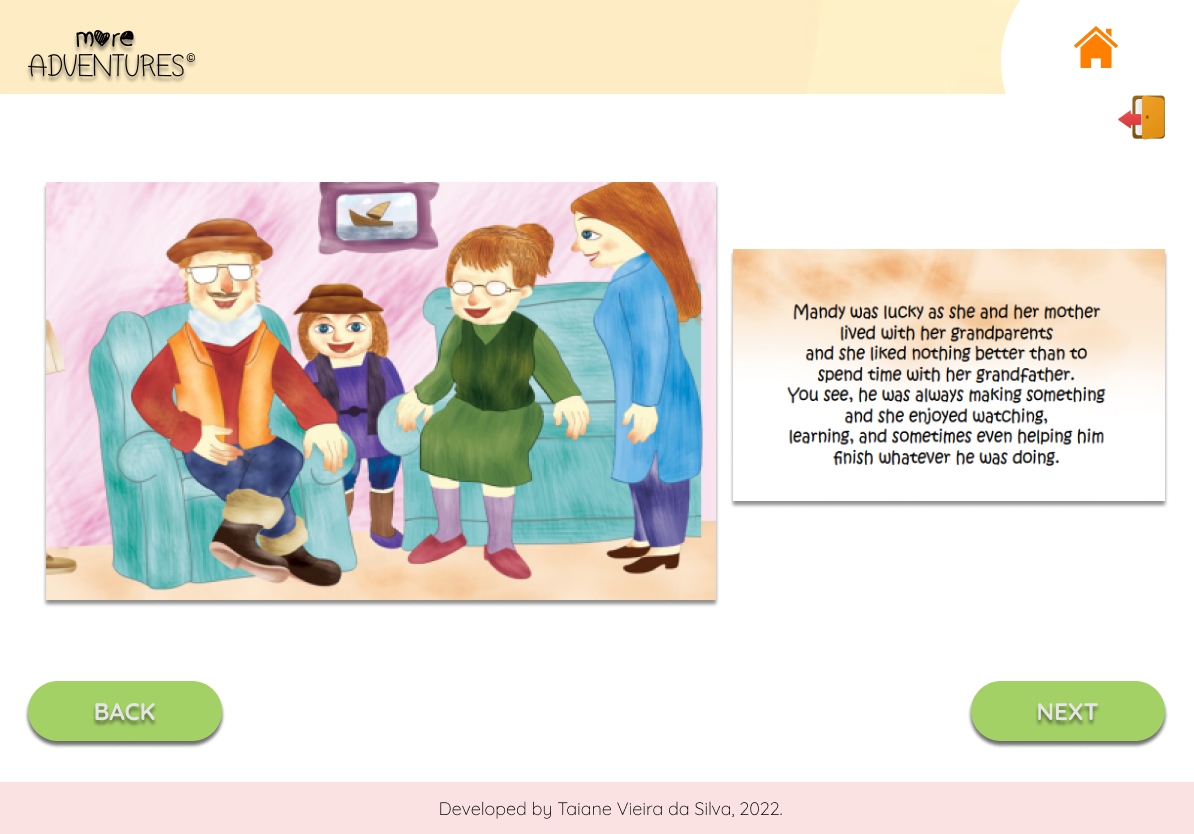 more
ADVENTURES©
Mandy was lucky as she and her mother
lived with her grandparents
and she liked nothing better than to
spend time with her grandfather.
You see, he was always making something
and she enjoyed watching,
learning, and sometimes even helping him
finish whatever he was doing.
BACK
NEXT
Developed by Taiane Vieira da Silva, 2022.